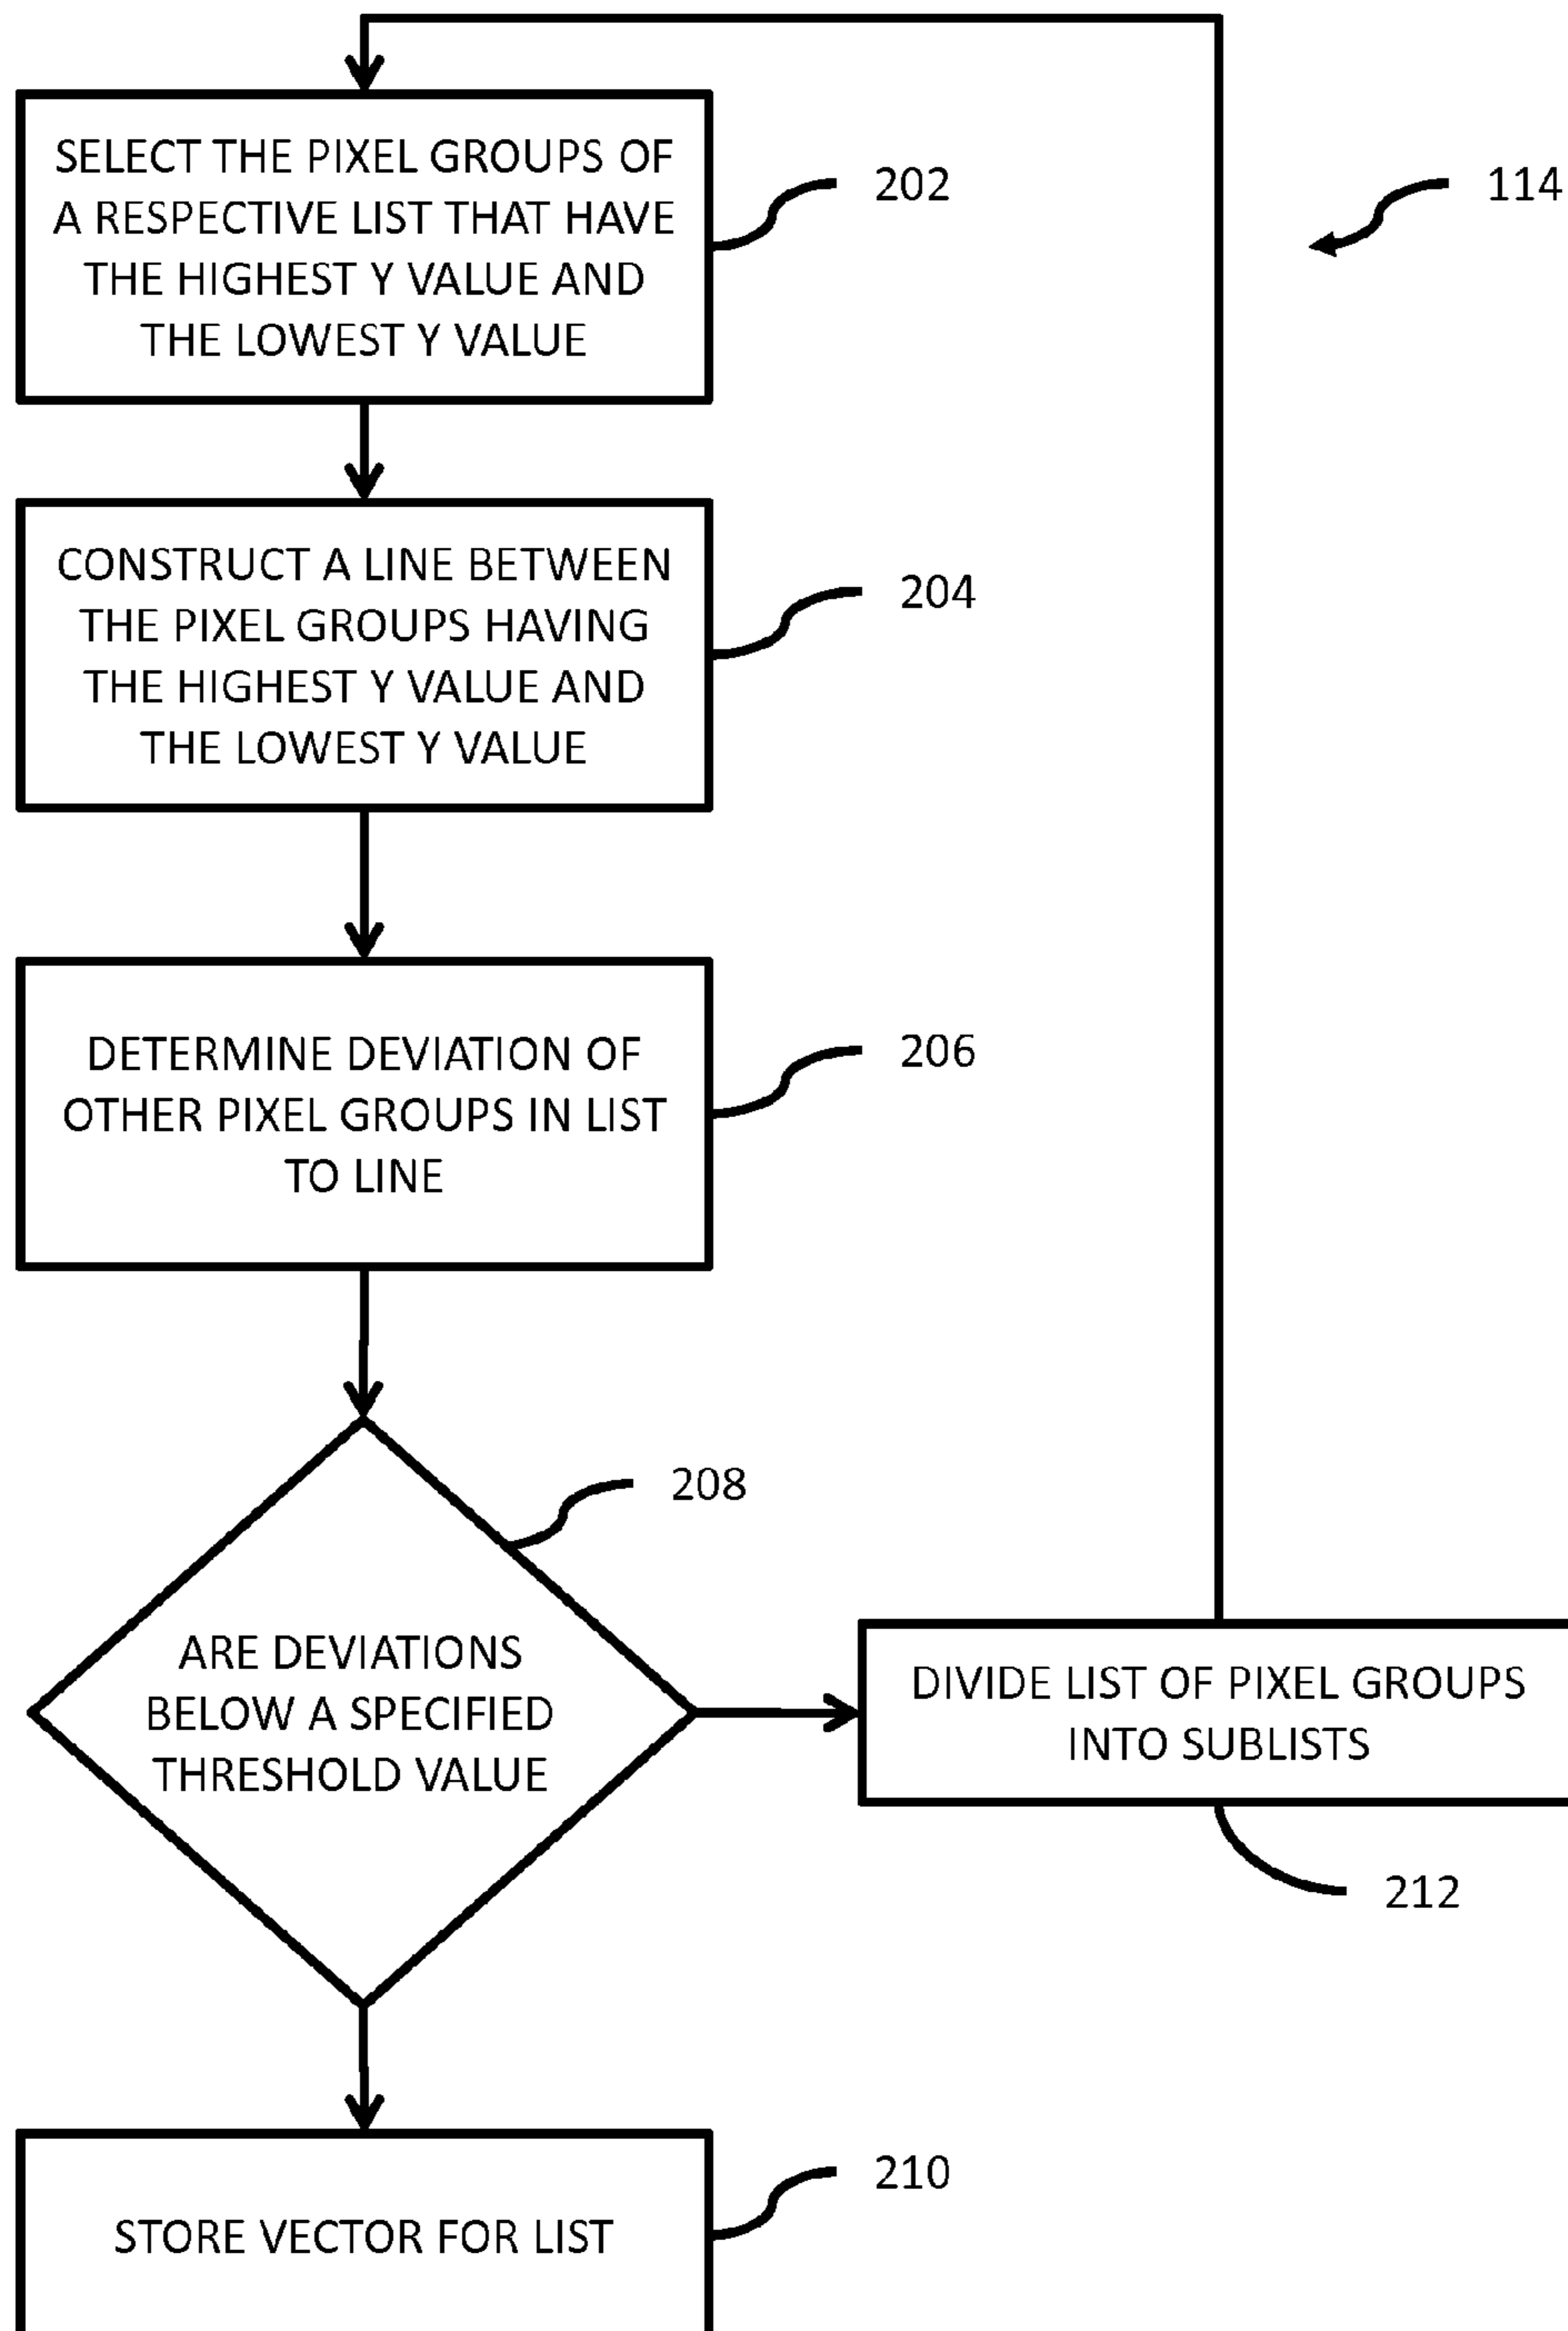 SELECT THE PIXEL GROUPS OF
A RESPECTIVE LIST THAT HAVE
THE HIGHEST Y VALUE AND
THE LOWEST Y VALUE
202
114
CONSTRUCT A LINE BETWEEN
THE PIXEL GROUPS HAVING
THE HIGHEST Y VALUE AND
THE LOWEST Y VALUE
204
DETERMINE DEVIATION OF
OTHER PIXEL GROUPS IN LIST
TO LINE
206
208
ARE DEVIATIONS
BELOW A SPECIFIED
THRESHOLD VALUE
DIVIDE LIST OF PIXEL GROUPS
INTO SUBLISTS
212
STORE VECTOR FOR LIST
210